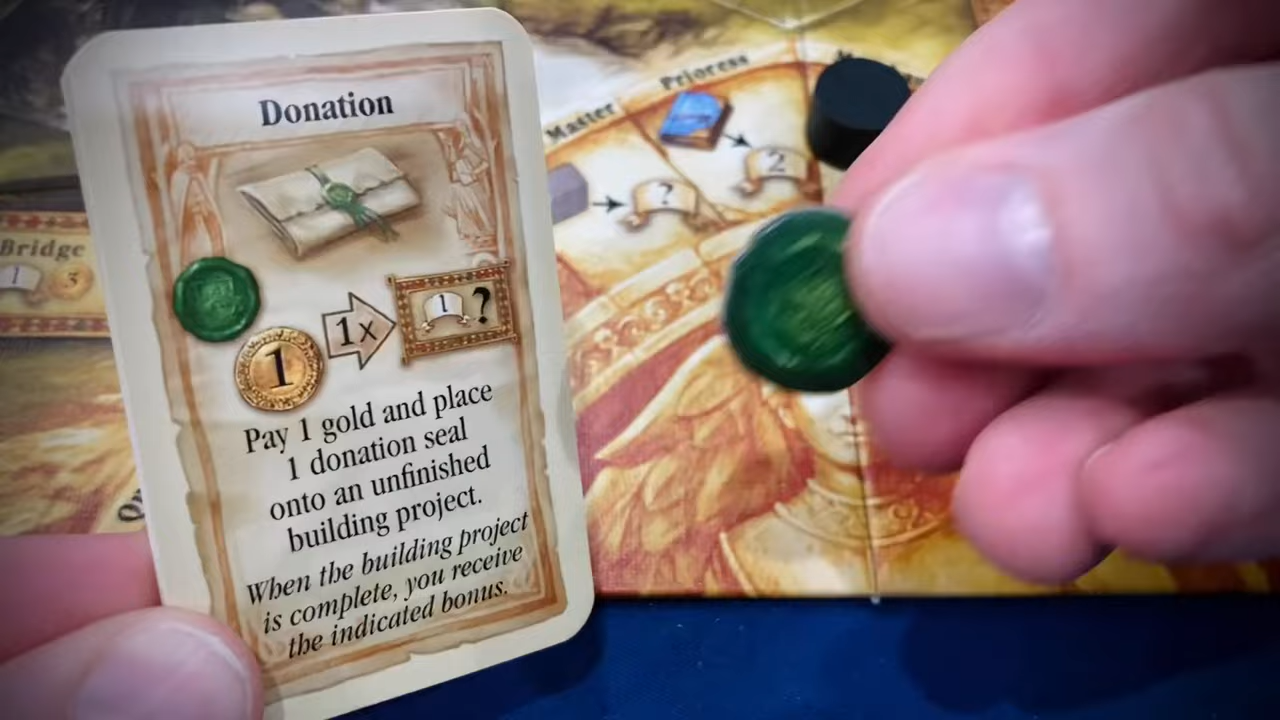 Donation
1
1x
1 ?
Pay 1 gold and place
1 donation seal
onto an unfinished
building project.
When the building project
is complete, you receive
the indicated bonus.
Bridge
1 3
Master
?
Prioress
2